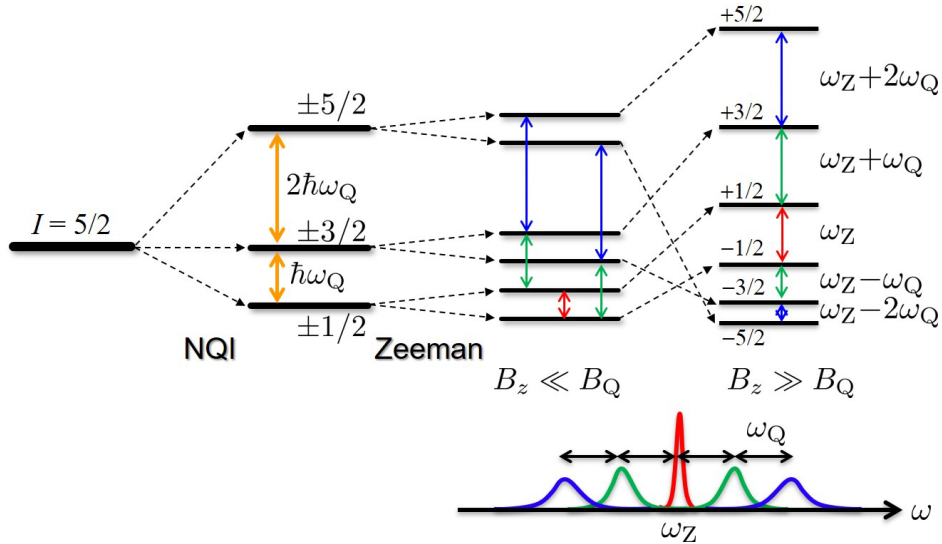 I = 5/2
±5/2
2ħω_Q
±3/2
ħω_Q
±1/2
NQI
Zeeman
B_z ≪ B_Q
+5/2
ω_Z+2ω_Q
+3/2
ω_Z+ω_Q
+1/2
ω_Z
−1/2
ω_Z−ω_Q
−3/2
ω_Z−2ω_Q
−5/2
B_z ≫ B_Q
ω_Q
ω_Z
ω